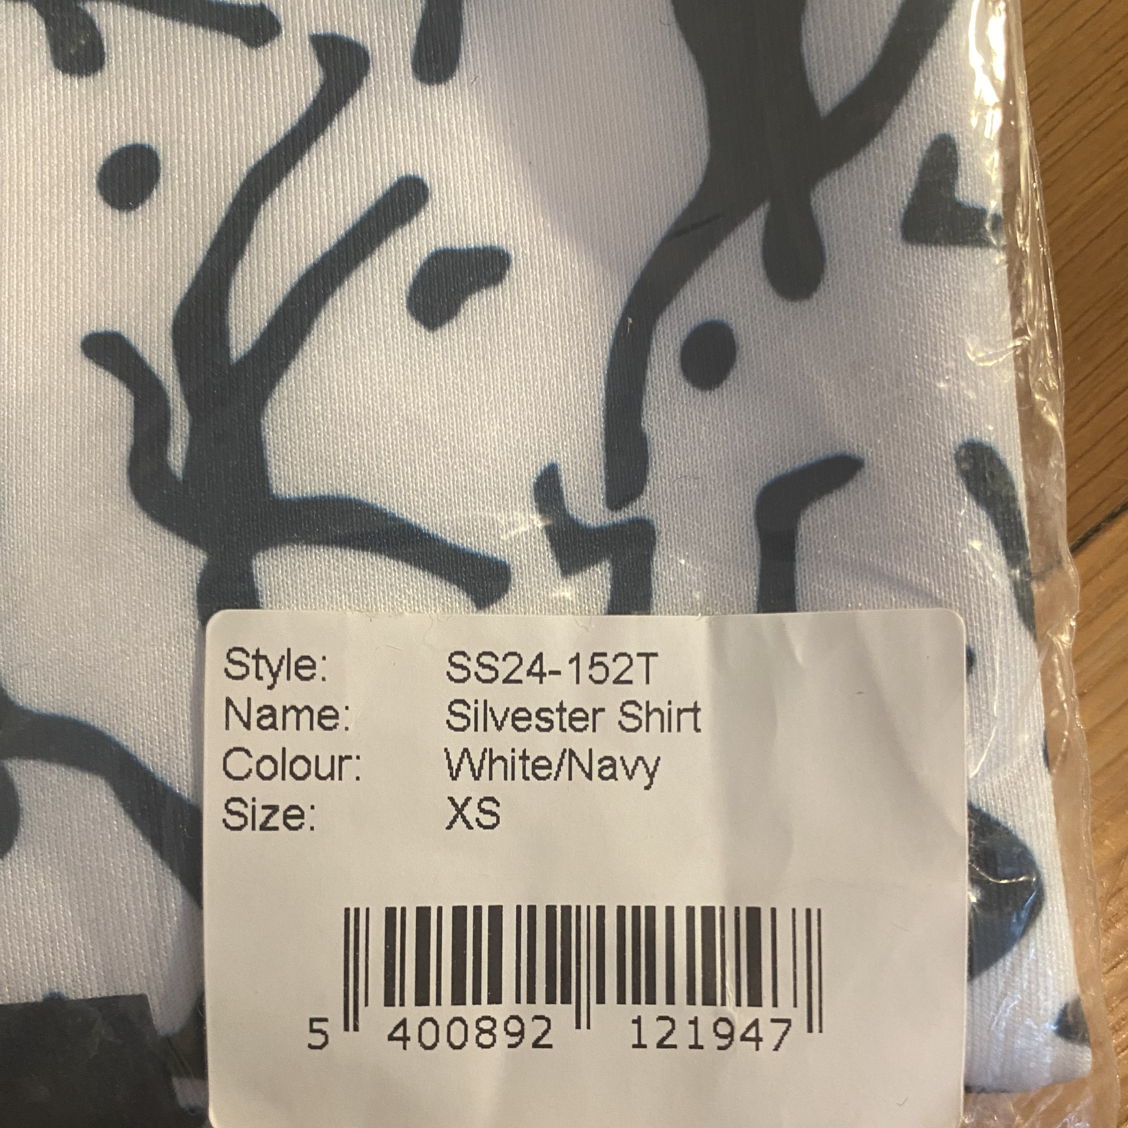 Style: SS24-152T
Name: Silvester Shirt
Colour: White/Navy
Size: XS
5 400892 121947